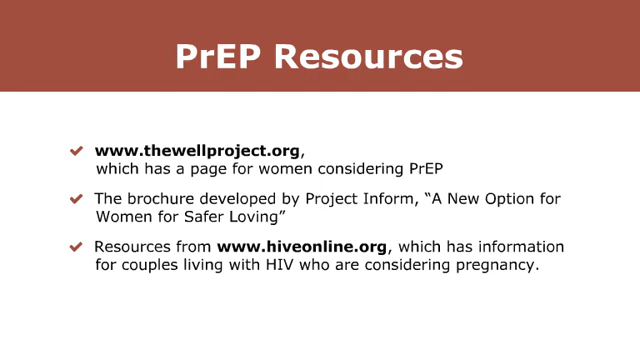 PrEP Resources
www.thewellproject.org,
which has a page for women considering PrEP
The brochure developed by Project Inform, “A New Option for
Women for Safer Loving”
Resources from www.hiveonline.org, which has information
for couples living with HIV who are considering pregnancy.